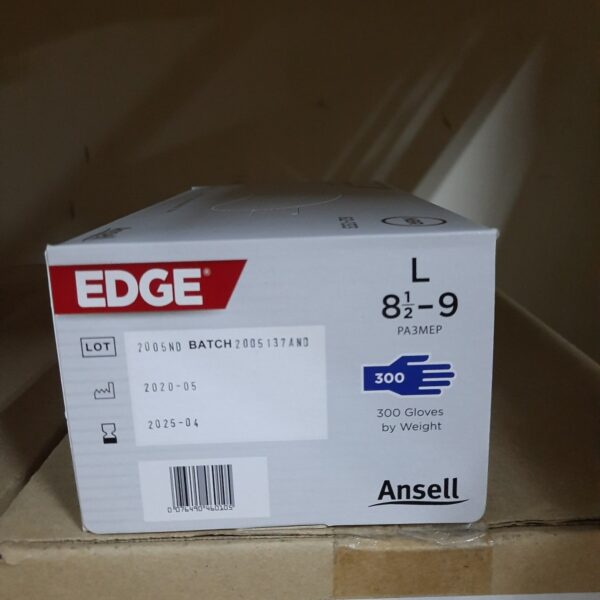 EDGE®
L
8½–9
РАЗМЕР
LOT 2005ND BATCH 2005137AND
2020-05
2025-04
300
300 Gloves
by Weight
Ansell